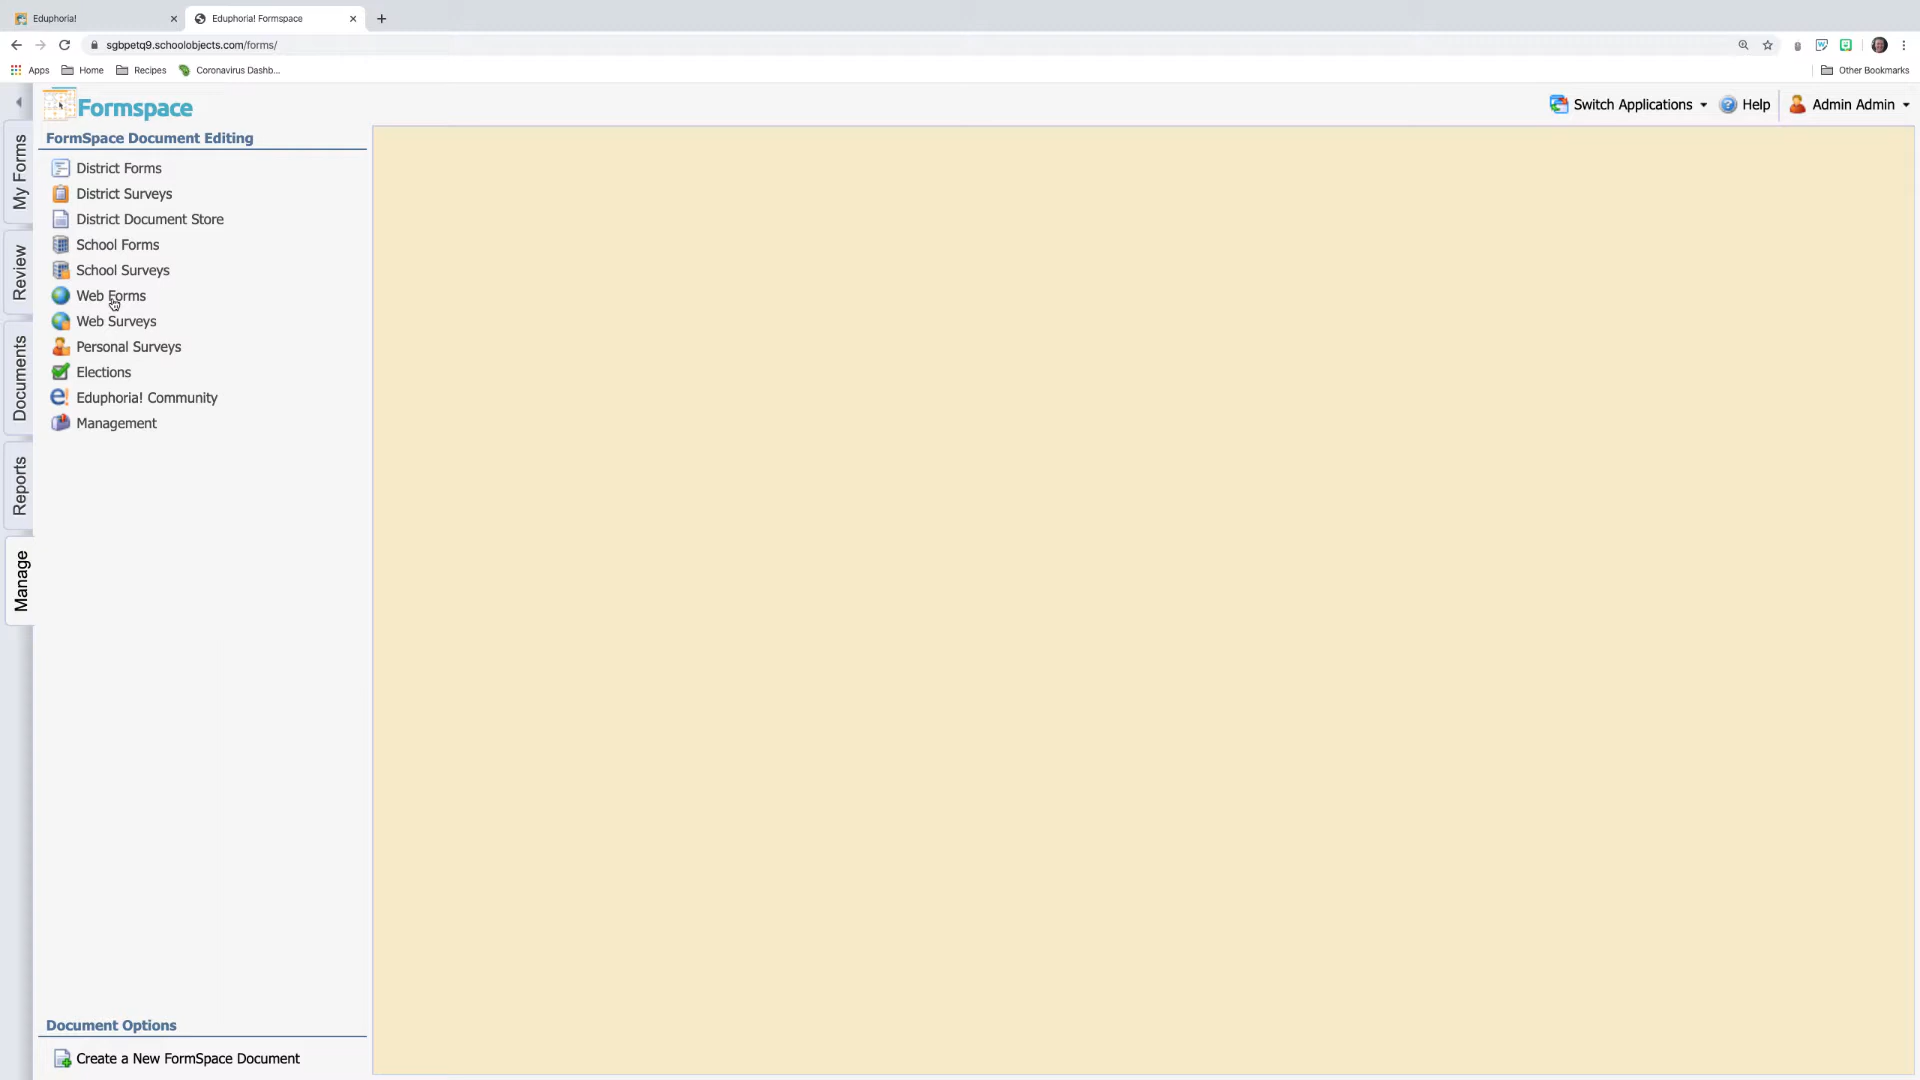 Eduphoria!
Eduphoria! Formspace
sgbpetq9.schoolobjects.com/forms/
Apps
Home
Recipes
Coronavirus Dashb...
Other Bookmarks
Formspace
Switch Applications
Help
Admin Admin
FormSpace Document Editing
District Forms
District Surveys
District Document Store
School Forms
School Surveys
Web Forms
Web Surveys
Personal Surveys
Elections
Eduphoria! Community
Management
My Forms
Review
Documents
Reports
Manage
Document Options
Create a New FormSpace Document